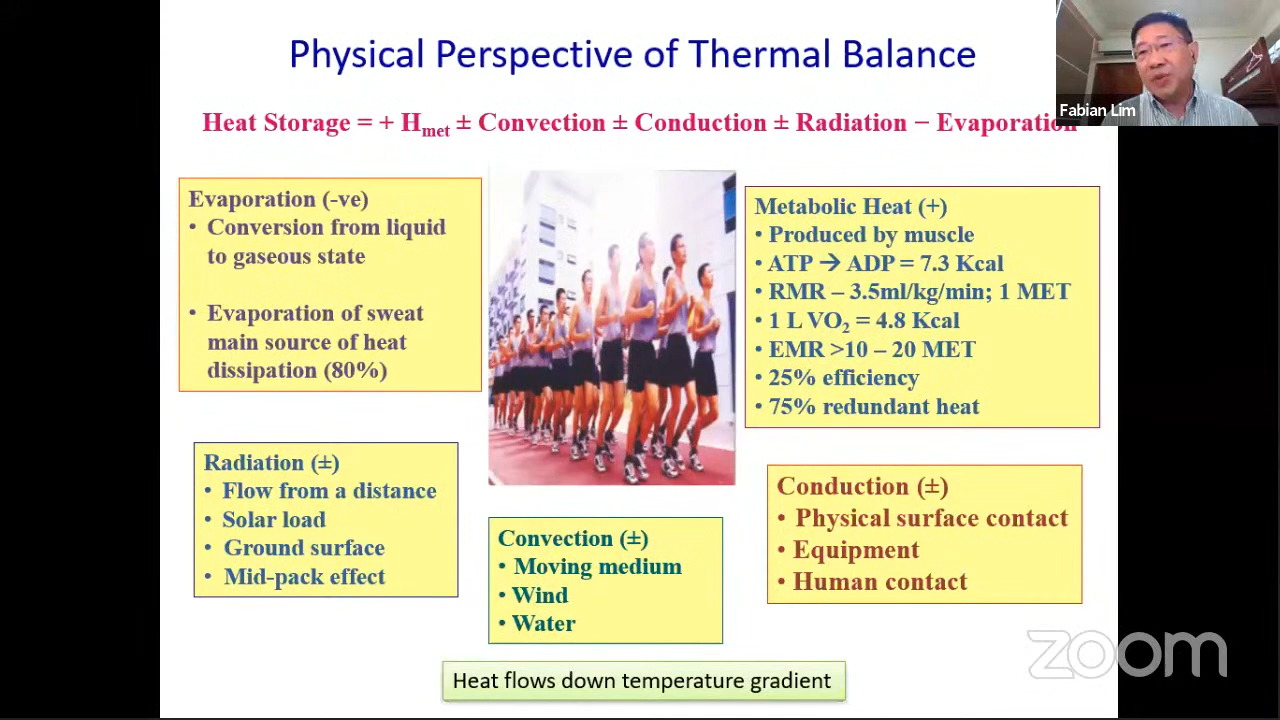 Physical Perspective of Thermal Balance
Fabian Lim
Heat Storage = + Hmet ± Convection ± Conduction ± Radiation − Evaporation
Evaporation (-ve)
• Conversion from liquid
to gaseous state
• Evaporation of sweat
main source of heat
dissipation (80%)
Metabolic Heat (+)
• Produced by muscle
• ATP → ADP = 7.3 Kcal
• RMR – 3.5ml/kg/min; 1 MET
• 1 L VO2 = 4.8 Kcal
• EMR >10 – 20 MET
• 25% efficiency
• 75% redundant heat
Radiation (±)
• Flow from a distance
• Solar load
• Ground surface
• Mid-pack effect
Convection (±)
• Moving medium
• Wind
• Water
Conduction (±)
• Physical surface contact
• Equipment
• Human contact
zoom
Heat flows down temperature gradient